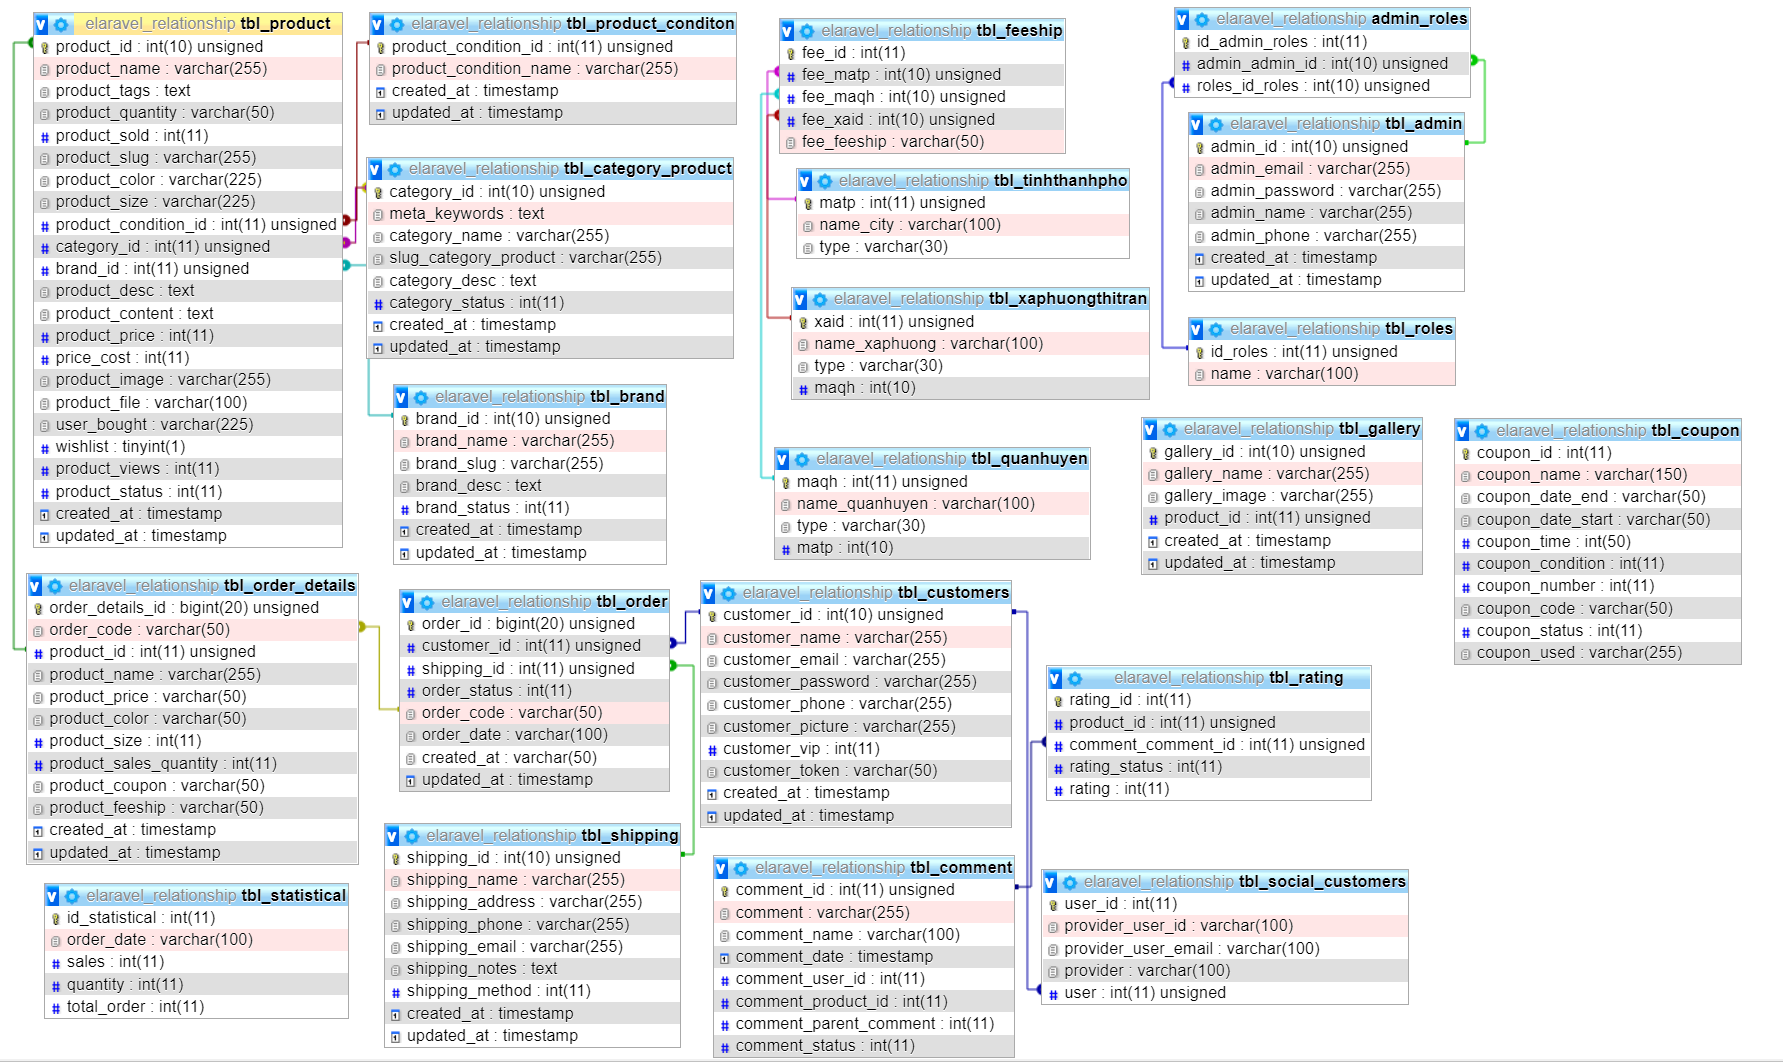 elaravel_relationship tbl_product
product_id : int(10) unsigned
product_name : varchar(255)
product_tags : text
product_quantity : varchar(50)
product_sold : int(11)
product_slug : varchar(255)
product_color : varchar(225)
product_size : varchar(225)
product_condition_id : int(11) unsigned
category_id : int(11) unsigned
brand_id : int(11) unsigned
product_desc : text
product_content : text
product_price : int(11)
price_cost : int(11)
product_image : varchar(255)
product_file : varchar(100)
user_bought : varchar(225)
wishlist : tinyint(1)
product_views : int(11)
product_status : int(11)
created_at : timestamp
updated_at : timestamp
elaravel_relationship tbl_product_conditon
product_condition_id : int(11) unsigned
product_condition_name : varchar(255)
created_at : timestamp
updated_at : timestamp
elaravel_relationship tbl_category_product
category_id : int(10) unsigned
meta_keywords : text
category_name : varchar(255)
slug_category_product : varchar(255)
category_desc : text
category_status : int(11)
created_at : timestamp
updated_at : timestamp
elaravel_relationship tbl_brand
brand_id : int(10) unsigned
brand_name : varchar(255)
brand_slug : varchar(255)
brand_desc : text
brand_status : int(11)
created_at : timestamp
updated_at : timestamp
elaravel_relationship tbl_feeship
fee_id : int(11)
fee_matp : int(10) unsigned
fee_maqh : int(10) unsigned
fee_xaid : int(10) unsigned
fee_feeship : varchar(50)
elaravel_relationship tbl_tinhthanhpho
matp : int(11) unsigned
name_city : varchar(100)
type : varchar(30)
elaravel_relationship tbl_xaphuongthitran
xaid : int(11) unsigned
name_xaphuong : varchar(100)
type : varchar(30)
maqh : int(10)
elaravel_relationship tbl_quanhuyen
maqh : int(11) unsigned
name_quanhuyen : varchar(100)
type : varchar(30)
matp : int(10)
elaravel_relationship admin_roles
id_admin_roles : int(11)
admin_admin_id : int(10) unsigned
roles_id_roles : int(10) unsigned
elaravel_relationship tbl_admin
admin_id : int(10) unsigned
admin_email : varchar(255)
admin_password : varchar(255)
admin_name : varchar(255)
admin_phone : varchar(255)
created_at : timestamp
updated_at : timestamp
elaravel_relationship tbl_roles
id_roles : int(11) unsigned
name : varchar(100)
elaravel_relationship tbl_gallery
gallery_id : int(10) unsigned
gallery_name : varchar(255)
gallery_image : varchar(255)
product_id : int(11) unsigned
created_at : timestamp
updated_at : timestamp
elaravel_relationship tbl_coupon
coupon_id : int(11)
coupon_name : varchar(150)
coupon_date_end : varchar(50)
coupon_date_start : varchar(50)
coupon_time : int(50)
coupon_condition : int(11)
coupon_number : int(11)
coupon_code : varchar(50)
coupon_status : int(11)
coupon_used : varchar(255)
elaravel_relationship tbl_order_details
order_details_id : bigint(20) unsigned
order_code : varchar(50)
product_id : int(11) unsigned
product_name : varchar(255)
product_price : varchar(50)
product_color : varchar(50)
product_size : int(11)
product_sales_quantity : int(11)
product_coupon : varchar(50)
product_feeship : varchar(50)
created_at : timestamp
updated_at : timestamp
elaravel_relationship tbl_statistical
id_statistical : int(11)
order_date : varchar(100)
sales : int(11)
quantity : int(11)
total_order : int(11)
elaravel_relationship tbl_order
order_id : bigint(20) unsigned
customer_id : int(11) unsigned
shipping_id : int(11) unsigned
order_status : int(11)
order_code : varchar(50)
order_date : varchar(100)
created_at : varchar(50)
updated_at : timestamp
elaravel_relationship tbl_shipping
shipping_id : int(10) unsigned
shipping_name : varchar(255)
shipping_address : varchar(255)
shipping_phone : varchar(255)
shipping_email : varchar(255)
shipping_notes : text
shipping_method : int(11)
created_at : timestamp
updated_at : timestamp
elaravel_relationship tbl_customers
customer_id : int(10) unsigned
customer_name : varchar(255)
customer_email : varchar(255)
customer_password : varchar(255)
customer_phone : varchar(255)
customer_picture : varchar(255)
customer_vip : int(11)
customer_token : varchar(50)
created_at : timestamp
updated_at : timestamp
elaravel_relationship tbl_comment
comment_id : int(11) unsigned
comment : varchar(255)
comment_name : varchar(100)
comment_date : timestamp
comment_user_id : int(11)
comment_product_id : int(11)
comment_parent_comment : int(11)
comment_status : int(11)
elaravel_relationship tbl_rating
rating_id : int(11)
product_id : int(11) unsigned
comment_comment_id : int(11) unsigned
rating_status : int(11)
rating : int(11)
elaravel_relationship tbl_social_customers
user_id : int(11)
provider_user_id : varchar(100)
provider_user_email : varchar(100)
provider : varchar(100)
user : int(11) unsigned